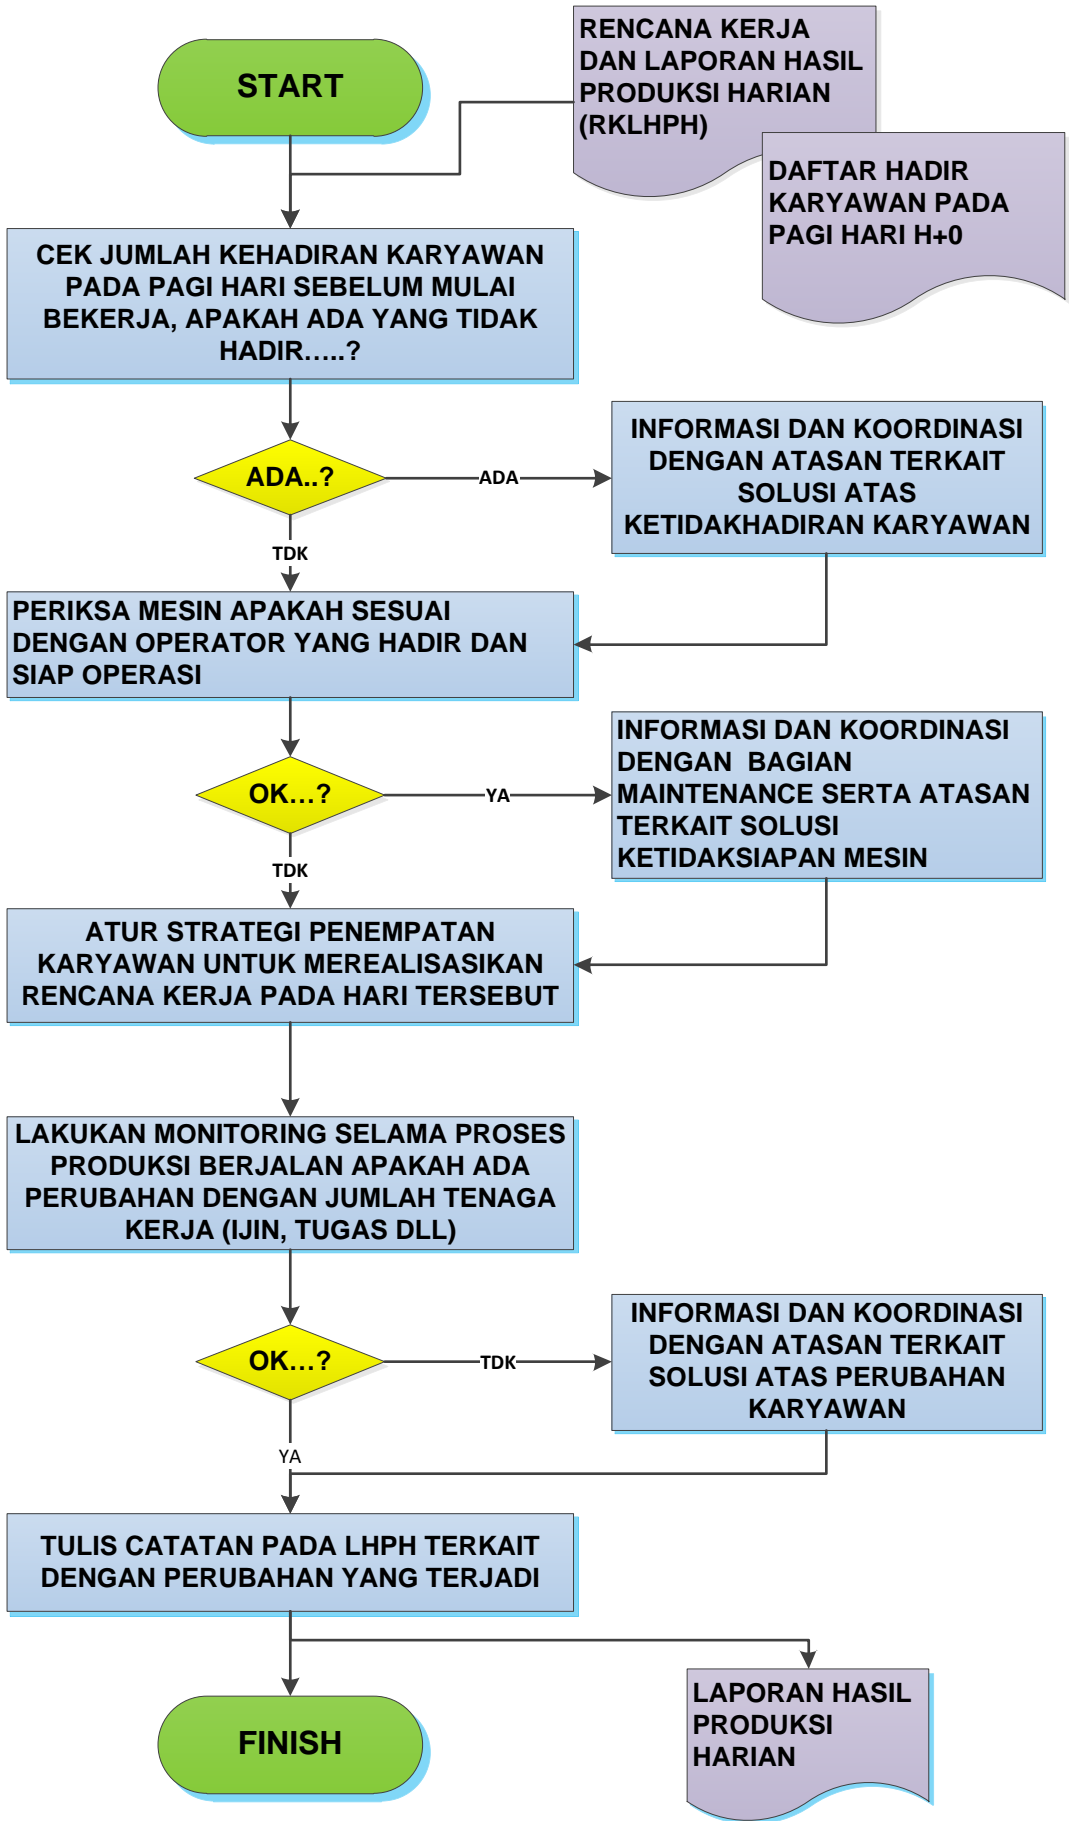 START
RENCANA KERJA
DAN LAPORAN HASIL
PRODUKSI HARIAN
(RKLHPH)
DAFTAR HADIR
KARYAWAN PADA
PAGI HARI H+0
CEK JUMLAH KEHADIRAN KARYAWAN
PADA PAGI HARI SEBELUM MULAI
BEKERJA, APAKAH ADA YANG TIDAK
HADIR.....?
ADA..?
ADA
INFORMASI DAN KOORDINASI
DENGAN ATASAN TERKAIT
SOLUSI ATAS
KETIDAKHADIRAN KARYAWAN
TDK
PERIKSA MESIN APAKAH SESUAI
DENGAN OPERATOR YANG HADIR DAN
SIAP OPERASI
OK...?
YA
INFORMASI DAN KOORDINASI
DENGAN  BAGIAN
MAINTENANCE SERTA ATASAN
TERKAIT SOLUSI
KETIDAKSIAPAN MESIN
TDK
ATUR STRATEGI PENEMPATAN
KARYAWAN UNTUK MEREALISASIKAN
RENCANA KERJA PADA HARI TERSEBUT
LAKUKAN MONITORING SELAMA PROSES
PRODUKSI BERJALAN APAKAH ADA
PERUBAHAN DENGAN JUMLAH TENAGA
KERJA (IJIN, TUGAS DLL)
OK...?
TDK
INFORMASI DAN KOORDINASI
DENGAN ATASAN TERKAIT
SOLUSI ATAS PERUBAHAN
KARYAWAN
YA
TULIS CATATAN PADA LHPH TERKAIT
DENGAN PERUBAHAN YANG TERJADI
FINISH
LAPORAN HASIL
PRODUKSI
HARIAN